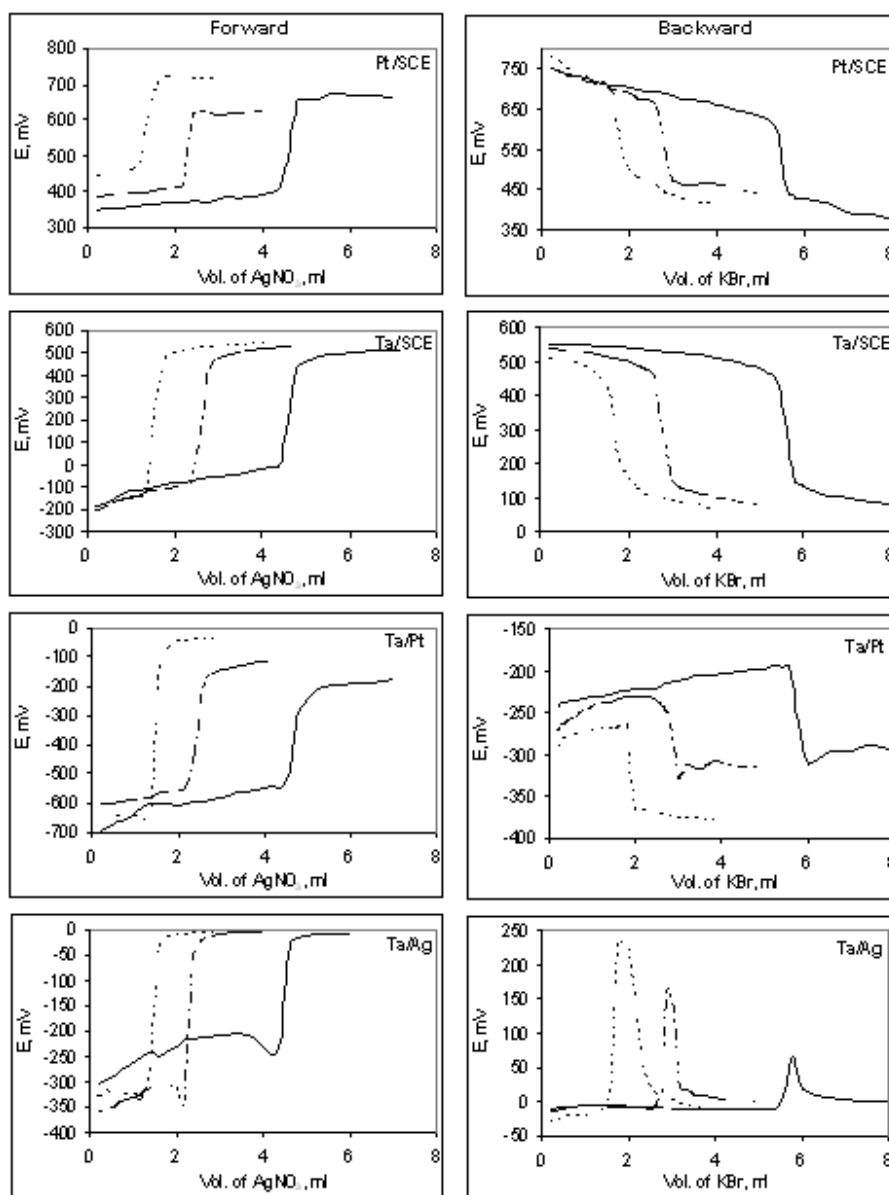 Forward
Backward
Pt/SCE
E, mV
800
700
600
500
400
300
0 2 4 6 8
Vol. of AgNO3, ml
Pt/SCE
E, mV
750
650
550
450
350
0 2 4 6 8
Vol. of KBr, ml
Ta/SCE
E, mV
600
500
400
300
200
100
0
-100
-200
-300
0 2 4 6 8
Vol. of AgNO3, ml
Ta/SCE
E, mV
600
500
400
300
200
100
0
0 2 4 6 8
Vol. of KBr, ml
Ta/Pt
E, mV
0
-100
-200
-300
-400
-500
-600
-700
0 2 4 6 8
Vol. of AgNO3, ml
Ta/Pt
E, mV
-150
-200
-250
-300
-350
-400
0 2 4 6 8
Vol. of KBr, ml
Ta/Ag
E, mV
0
-50
-100
-150
-200
-250
-300
-350
-400
0 2 4 6 8
Vol. of AgNO3, ml
Ta/Ag
E, mV
250
200
150
100
50
0
-50
0 2 4 6 8
Vol. of KBr, ml